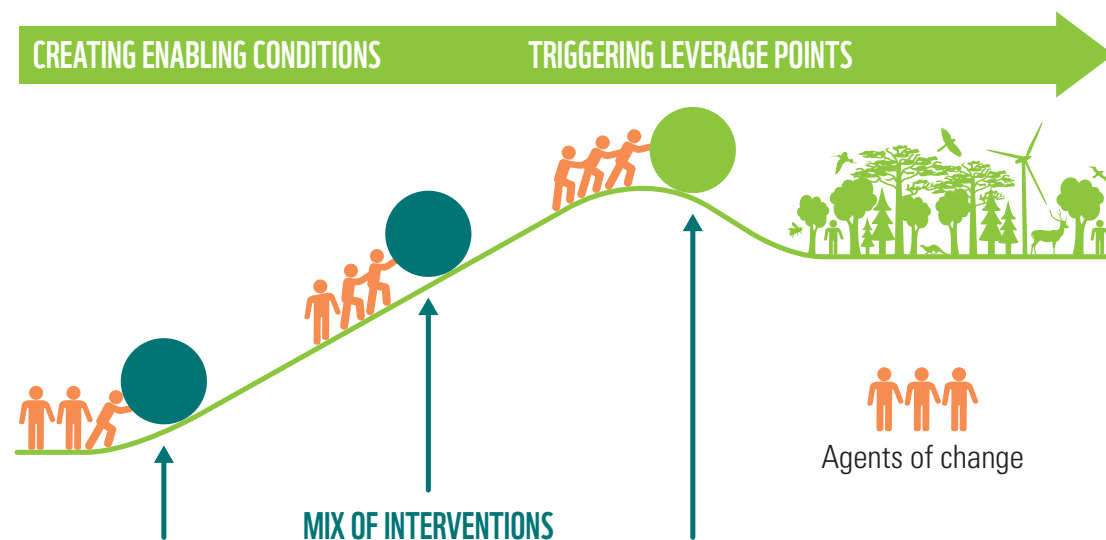 CREATING ENABLING CONDITIONS
TRIGGERING LEVERAGE POINTS
Agents of change
MIX OF INTERVENTIONS